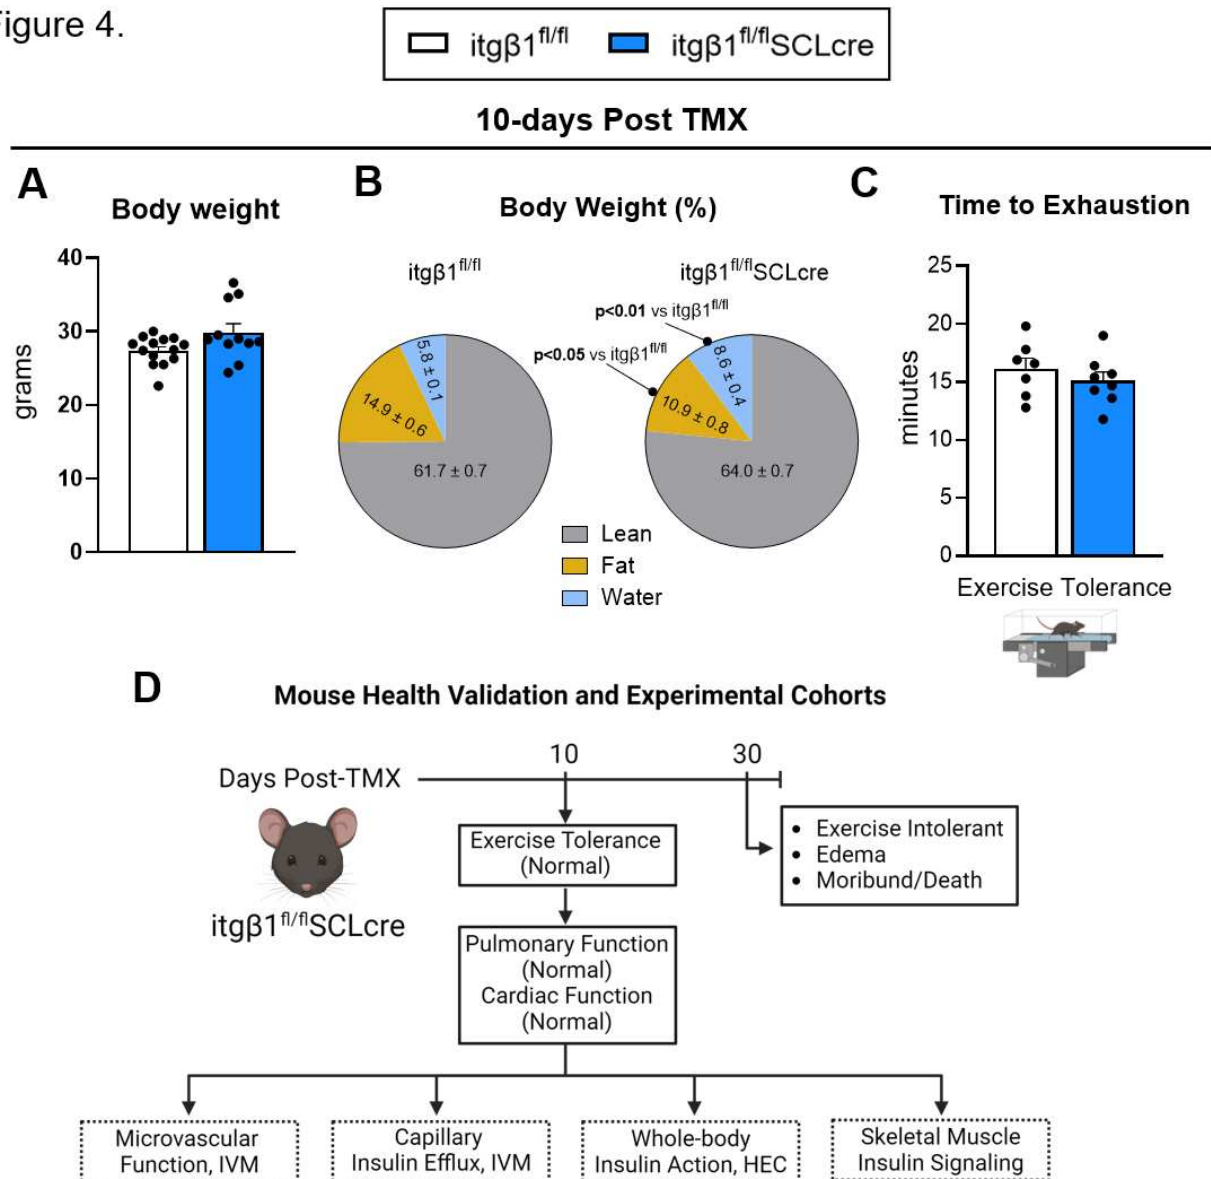 igure 4.
itgβ1fl/fl itgβ1fl/flSCLcre
10-days Post TMX
A
Body weight
40
30
20
10
0
grams
B
Body Weight (%)
itgβ1fl/fl
5.8 ± 0.1
14.9 ± 0.6
61.7 ± 0.7
itgβ1fl/flSCLcre
p<0.01 vs itgβ1fl/fl
p<0.05 vs itgβ1fl/fl
8.6 ± 0.4
10.9 ± 0.8
64.0 ± 0.7
Lean
Fat
Water
C
Time to Exhaustion
25
20
15
10
5
0
minutes
Exercise Tolerance
D
Mouse Health Validation and Experimental Cohorts
10 30
Days Post-TMX
itgβ1fl/flSCLcre
Exercise Tolerance
(Normal)
• Exercise Intolerant
• Edema
• Moribund/Death
Pulmonary Function
(Normal)
Cardiac Function
(Normal)
Microvascular
Function, IVM
Capillary
Insulin Efflux, IVM
Whole-body
Insulin Action, HEC
Skeletal Muscle
Insulin Signaling